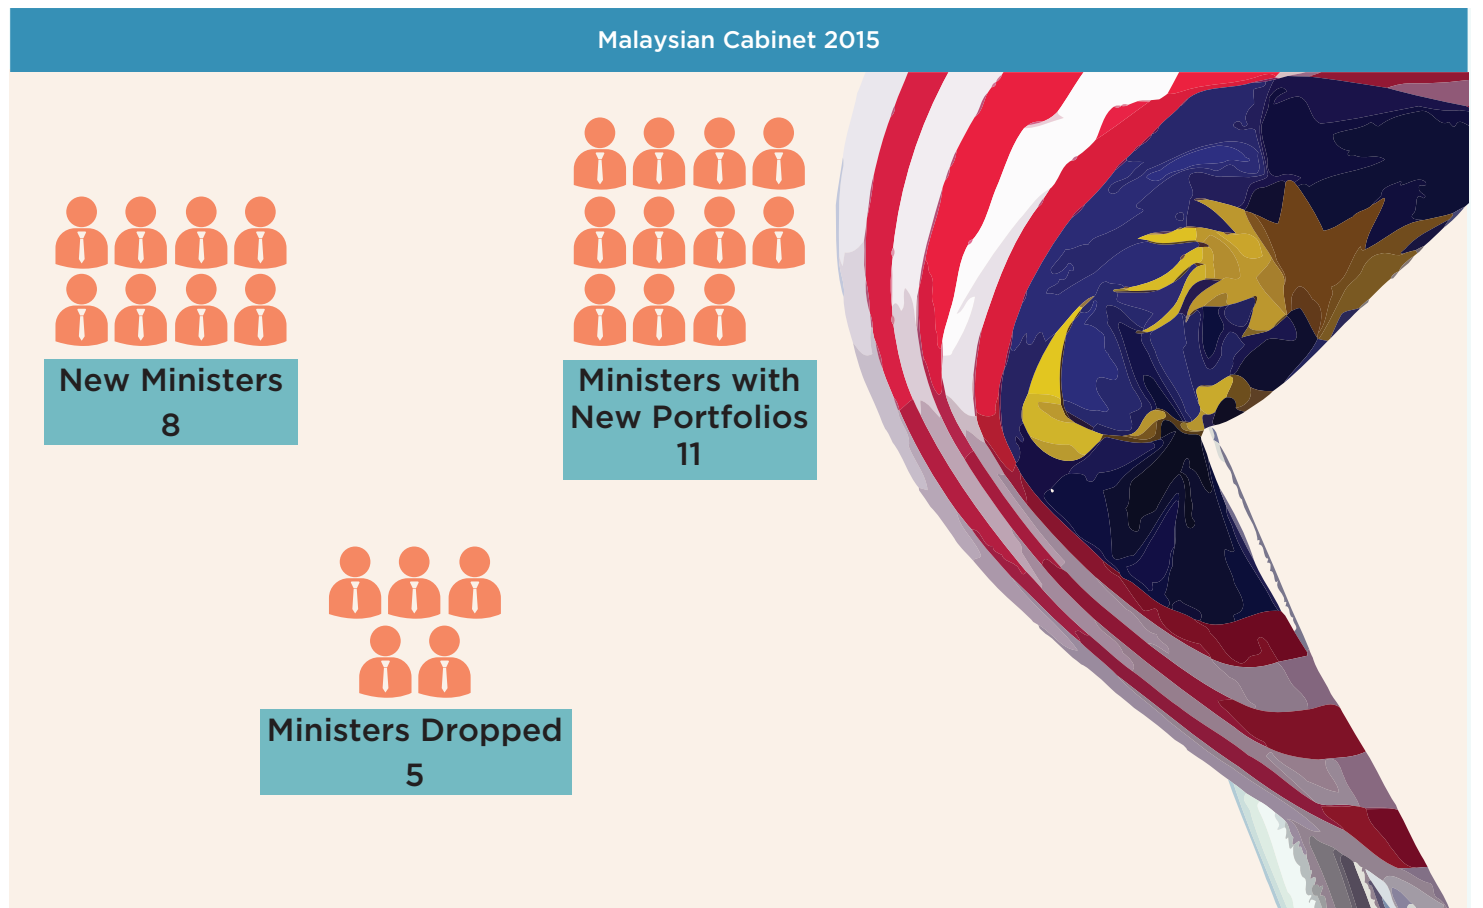 Malaysian Cabinet 2015
New Ministers
8
Ministers with
New Portfolios
11
Ministers Dropped
5